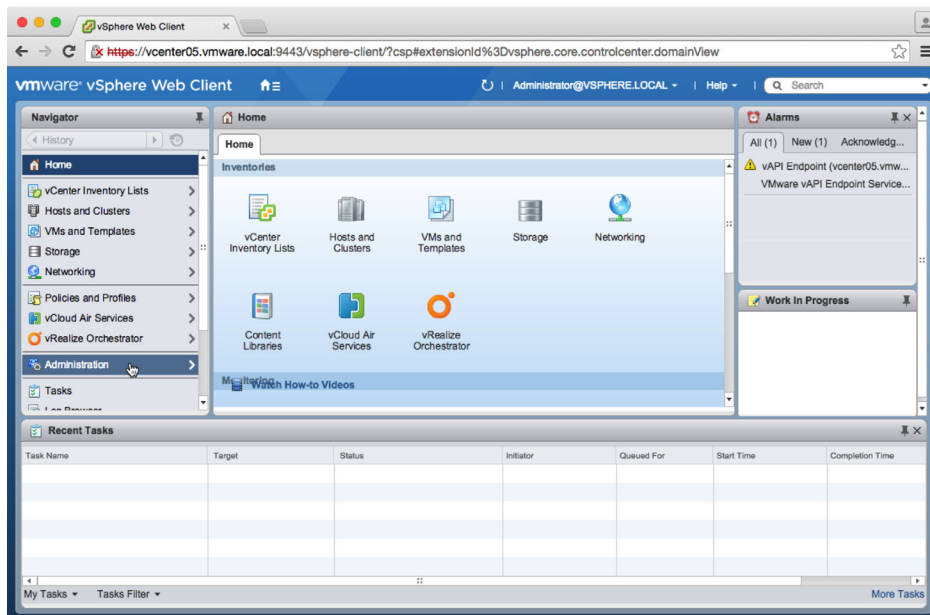 vSphere Web Client
https://vcenter05.vmware.local:9443/vsphere-client/?csp#extensionId%3Dvsphere.core.controlcenter.domainView
vmware® vSphere Web Client
Administrator@VSPHERE.LOCAL
Help
Search
Navigator
History
Home
vCenter Inventory Lists
Hosts and Clusters
VMs and Templates
Storage
Networking
Policies and Profiles
vCloud Air Services
vRealize Orchestrator
Administration
Tasks
Log Browser
Home
Home
Inventories
vCenter
Inventory Lists
Hosts and
Clusters
VMs and
Templates
Storage
Networking
Content
Libraries
vCloud Air
Services
vRealize
Orchestrator
Monitoring
Watch How-to Videos
Alarms
All (1)
New (1)
Acknowledg...
vAPI Endpoint (vcenter05.vmw...
VMware vAPI Endpoint Service...
Work In Progress
Recent Tasks
Task Name
Target
Status
Initiator
Queued For
Start Time
Completion Time
My Tasks
Tasks Filter
More Tasks